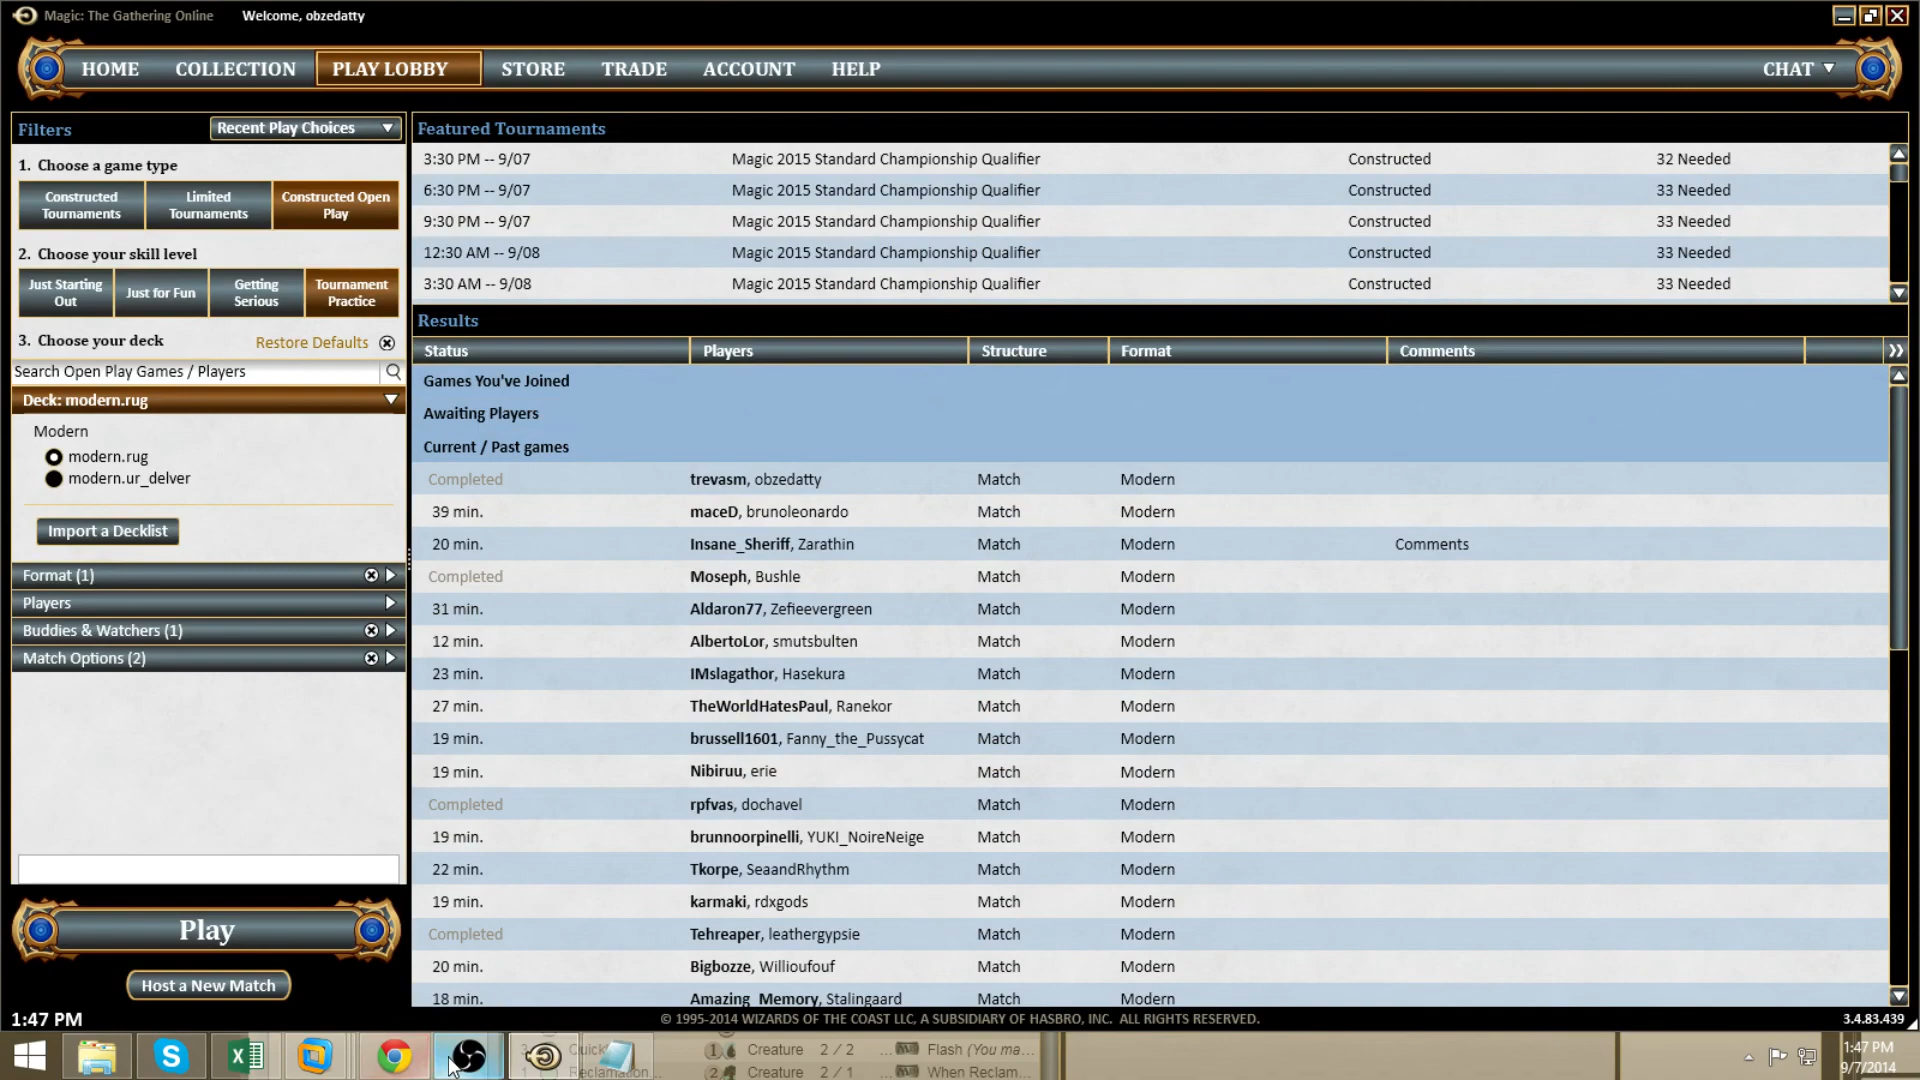 Magic: The Gathering Online Welcome, obzedatty
HOME COLLECTION PLAY LOBBY STORE TRADE ACCOUNT HELP CHAT
Filters Recent Play Choices
1. Choose a game type
Constructed Tournaments Limited Tournaments Constructed Open Play
2. Choose your skill level
Just Starting Out Just for Fun Getting Serious Tournament Practice
3. Choose your deck Restore Defaults
Search Open Play Games / Players
Deck: modern.rug
Modern
modern.rug
modern.ur_delver
Import a Decklist
Format (1)
Players
Buddies & Watchers (1)
Match Options (2)
Play
Host a New Match
1:47 PM
Featured Tournaments
3:30 PM -- 9/07 Magic 2015 Standard Championship Qualifier Constructed 32 Needed
6:30 PM -- 9/07 Magic 2015 Standard Championship Qualifier Constructed 33 Needed
9:30 PM -- 9/07 Magic 2015 Standard Championship Qualifier Constructed 33 Needed
12:30 AM -- 9/08 Magic 2015 Standard Championship Qualifier Constructed 33 Needed
3:30 AM -- 9/08 Magic 2015 Standard Championship Qualifier Constructed 33 Needed
Results
Status Players Structure Format Comments
Games You've Joined
Awaiting Players
Current / Past games
Completed trevasm, obzedatty Match Modern
39 min. maceD, brunoleonardo Match Modern
20 min. Insane_Sheriff, Zarathin Match Modern Comments
Completed Moseph, Bushle Match Modern
31 min. Aldaron77, Zefieevergreen Match Modern
12 min. AlbertoLor, smutsbulten Match Modern
23 min. IMslagathor, Hasekura Match Modern
27 min. TheWorldHatesPaul, Ranekor Match Modern
19 min. brussell1601, Fanny_the_Pussycat Match Modern
19 min. Nibiruu, erie Match Modern
Completed rpfvas, dochavel Match Modern
19 min. brunnoorpinelli, YUKI_NoireNeige Match Modern
22 min. Tkorpe, SeaandRhythm Match Modern
19 min. karmaki, rdxgods Match Modern
Completed Tehreaper, leathergypsie Match Modern
20 min. Bigbozze, Willioufouf Match Modern
18 min. Amazing_Memory, Stalingaard Match Modern
© 1995-2014 WIZARDS OF THE COAST LLC, A SUBSIDIARY OF HASBRO, INC. ALL RIGHTS RESERVED. 3.4.83.439
Quick Creature 2 / 2 ... Flash (You ma...
Reclamation... Creature 2 / 1 ... When Reclam...
1:47 PM
9/7/2014